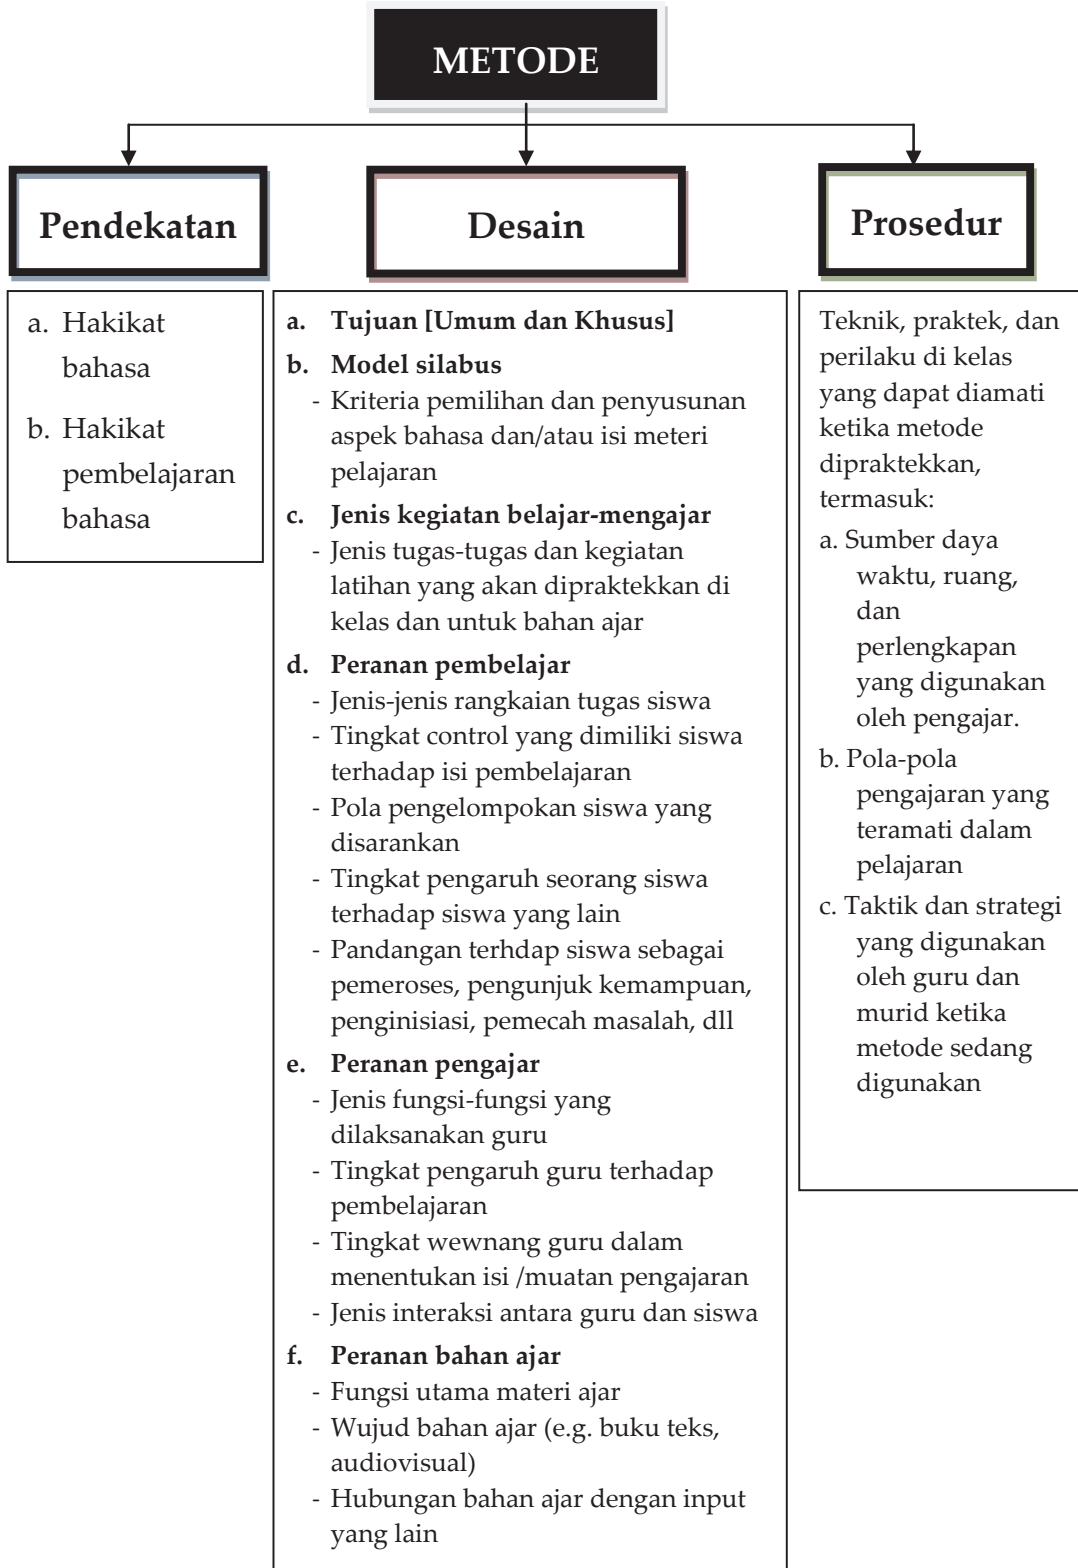 METODE
Pendekatan
Desain
Prosedur
a. Hakikat
bahasa
b. Hakikat
pembelajaran
bahasa
a. Tujuan [Umum dan Khusus]
b. Model silabus
- Kriteria pemilihan dan penyusunan
aspek bahasa dan/atau isi meteri
pelajaran
c. Jenis kegiatan belajar-mengajar
- Jenis tugas-tugas dan kegiatan
latihan yang akan dipraktekkan di
kelas dan untuk bahan ajar
d. Peranan pembelajar
- Jenis-jenis rangkaian tugas siswa
- Tingkat control yang dimiliki siswa
terhadap isi pembelajaran
- Pola pengelompokan siswa yang
disarankan
- Tingkat pengaruh seorang siswa
terhadap siswa yang lain
- Pandangan terhdap siswa sebagai
pemeroses, pengunjuk kemampuan,
penginisiasi, pemecah masalah, dll
e. Peranan pengajar
- Jenis fungsi-fungsi yang
dilaksanakan guru
- Tingkat pengaruh guru terhadap
pembelajaran
- Tingkat wewnang guru dalam
menentukan isi /muatan pengajaran
- Jenis interaksi antara guru dan siswa
f. Peranan bahan ajar
- Fungsi utama materi ajar
- Wujud bahan ajar (e.g. buku teks,
audiovisual)
- Hubungan bahan ajar dengan input
yang lain
Teknik, praktek, dan
perilaku di kelas
yang dapat diamati
ketika metode
dipraktekkan,
termasuk:
a. Sumber daya
waktu, ruang,
dan
perlengkapan
yang digunakan
oleh pengajar.
b. Pola-pola
pengajaran yang
teramati dalam
pelajaran
c. Taktik dan strategi
yang digunakan
oleh guru dan
murid ketika
metode sedang
digunakan